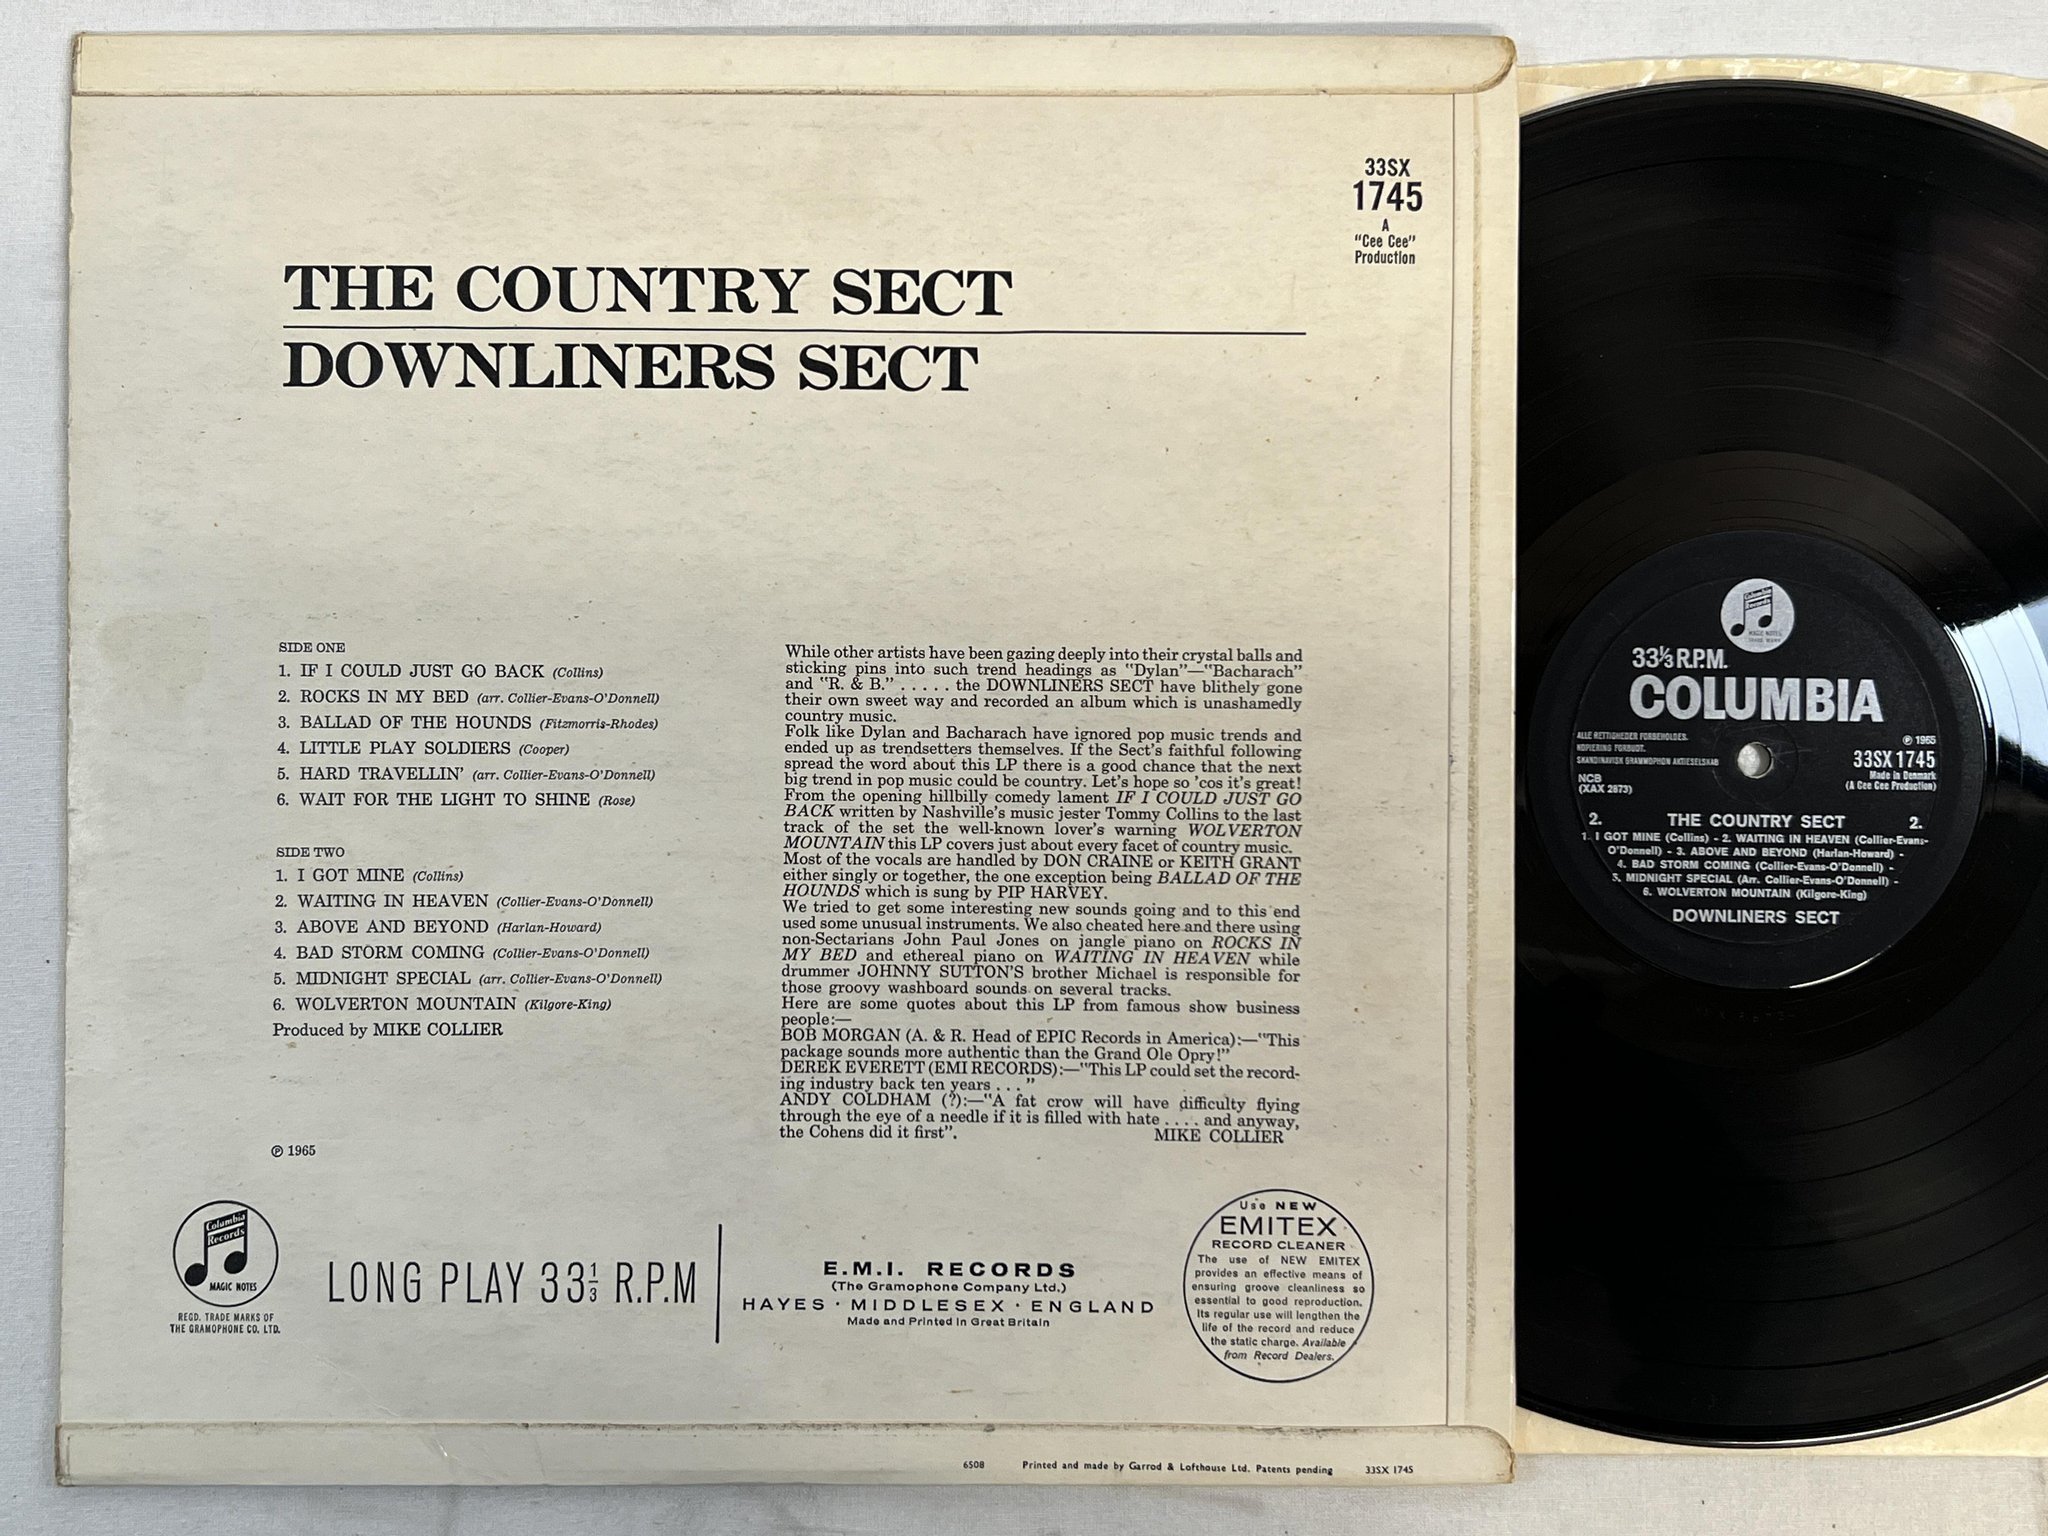 33SX
1745
A
"Cee Cee"
Production
THE COUNTRY SECT
DOWNLINERS SECT
SIDE ONE
1. IF I COULD JUST GO BACK (Collins)
2. ROCKS IN MY BED (arr. Collier-Evans-O'Donnell)
3. BALLAD OF THE HOUNDS (Fitzmorris-Rhodes)
4. LITTLE PLAY SOLDIERS (Cooper)
5. HARD TRAVELLIN' (arr. Collier-Evans-O'Donnell)
6. WAIT FOR THE LIGHT TO SHINE (Rose)
SIDE TWO
1. I GOT MINE (Collins)
2. WAITING IN HEAVEN (Collier-Evans-O'Donnell)
3. ABOVE AND BEYOND (Harlan-Howard)
4. BAD STORM COMING (Collier-Evans-O'Donnell)
5. MIDNIGHT SPECIAL (arr. Collier-Evans-O'Donnell)
6. WOLVERTON MOUNTAIN (Kilgore-King)
Produced by MIKE COLLIER
While other artists have been gazing deeply into their crystal balls and
sticking pins into such trend headings as "Dylan"—"Bacharach"
and "R. & B." . . . . . the DOWNLINERS SECT have blithely gone
their own sweet way and recorded an album which is unashamedly
country music.
Folk like Dylan and Bacharach have ignored pop music trends and
ended up as trendsetters themselves. If the Sect's faithful following
spread the word about this LP there is a good chance that the next
big trend in pop music could be country. Let's hope so 'cos it's great!
From the opening hillbilly comedy lament IF I COULD JUST GO
BACK written by Nashville's music jester Tommy Collins to the last
track of the set the well-known lover's warning WOLVERTON
MOUNTAIN this LP covers just about every facet of country music.
Most of the vocals are handled by DON CRAINE or KEITH GRANT
either singly or together, the one exception being BALLAD OF THE
HOUNDS which is sung by PIP HARVEY.
We tried to get some interesting new sounds going and to this end
used some unusual instruments. We also cheated here and there using
non-Sectarians John Paul Jones on jangle piano on ROCKS IN
MY BED and ethereal piano on WAITING IN HEAVEN while
drummer JOHNNY SUTTON'S brother Michael is responsible for
those groovy washboard sounds on several tracks.
Here are some quotes about this LP from famous show business
people:—
BOB MORGAN (A. & R. Head of EPIC Records in America):—"This
package sounds more authentic than the Grand Ole Opry!"
DEREK EVERETT (EMI RECORDS):—"This LP could set the record-
ing industry back ten years . . . "
ANDY COLDHAM (?):—"A fat crow will have difficulty flying
through the eye of a needle if it is filled with hate . . . . and anyway,
the Cohens did it first".
MIKE COLLIER
℗ 1965
Columbia
Records
MAGIC NOTES
REGD. TRADE MARKS OF
THE GRAMOPHONE CO. LTD.
LONG PLAY 33⅓ R.P.M
E.M.I. RECORDS
(The Gramophone Company Ltd.)
HAYES · MIDDLESEX · ENGLAND
Made and Printed in Great Britain
Use NEW
EMITEX
RECORD CLEANER
The use of NEW EMITEX
provides an effective means of
ensuring groove cleanliness so
essential to good reproduction.
Its regular use will lengthen the
life of the record and reduce
the static charge. Available
from Record Dealers.
6508
Printed and made by Garrod & Lofthouse Ltd. Patents pending
33SX 1745
Columbia
Records
MAGIC NOTES
TRADE MARK
33⅓ R.P.M.
COLUMBIA
ALLE RETTIGHEDER FORBEHOLDES.
KOPIERING FORBUDT.
SKANDINAVISK GRAMMOPHON AKTIESELSKAB
NCB
(XAX 2873)
℗ 1965
33SX 1745
Made in Denmark
(A Cee Cee Production)
2. THE COUNTRY SECT 2.
1. I GOT MINE (Collins) - 2. WAITING IN HEAVEN (Collier-Evans-
O'Donnell) - 3. ABOVE AND BEYOND (Harlan-Howard) -
4. BAD STORM COMING (Collier-Evans-O'Donnell) -
5. MIDNIGHT SPECIAL (Arr. Collier-Evans-O'Donnell) -
6. WOLVERTON MOUNTAIN (Kilgore-King)
DOWNLINERS SECT